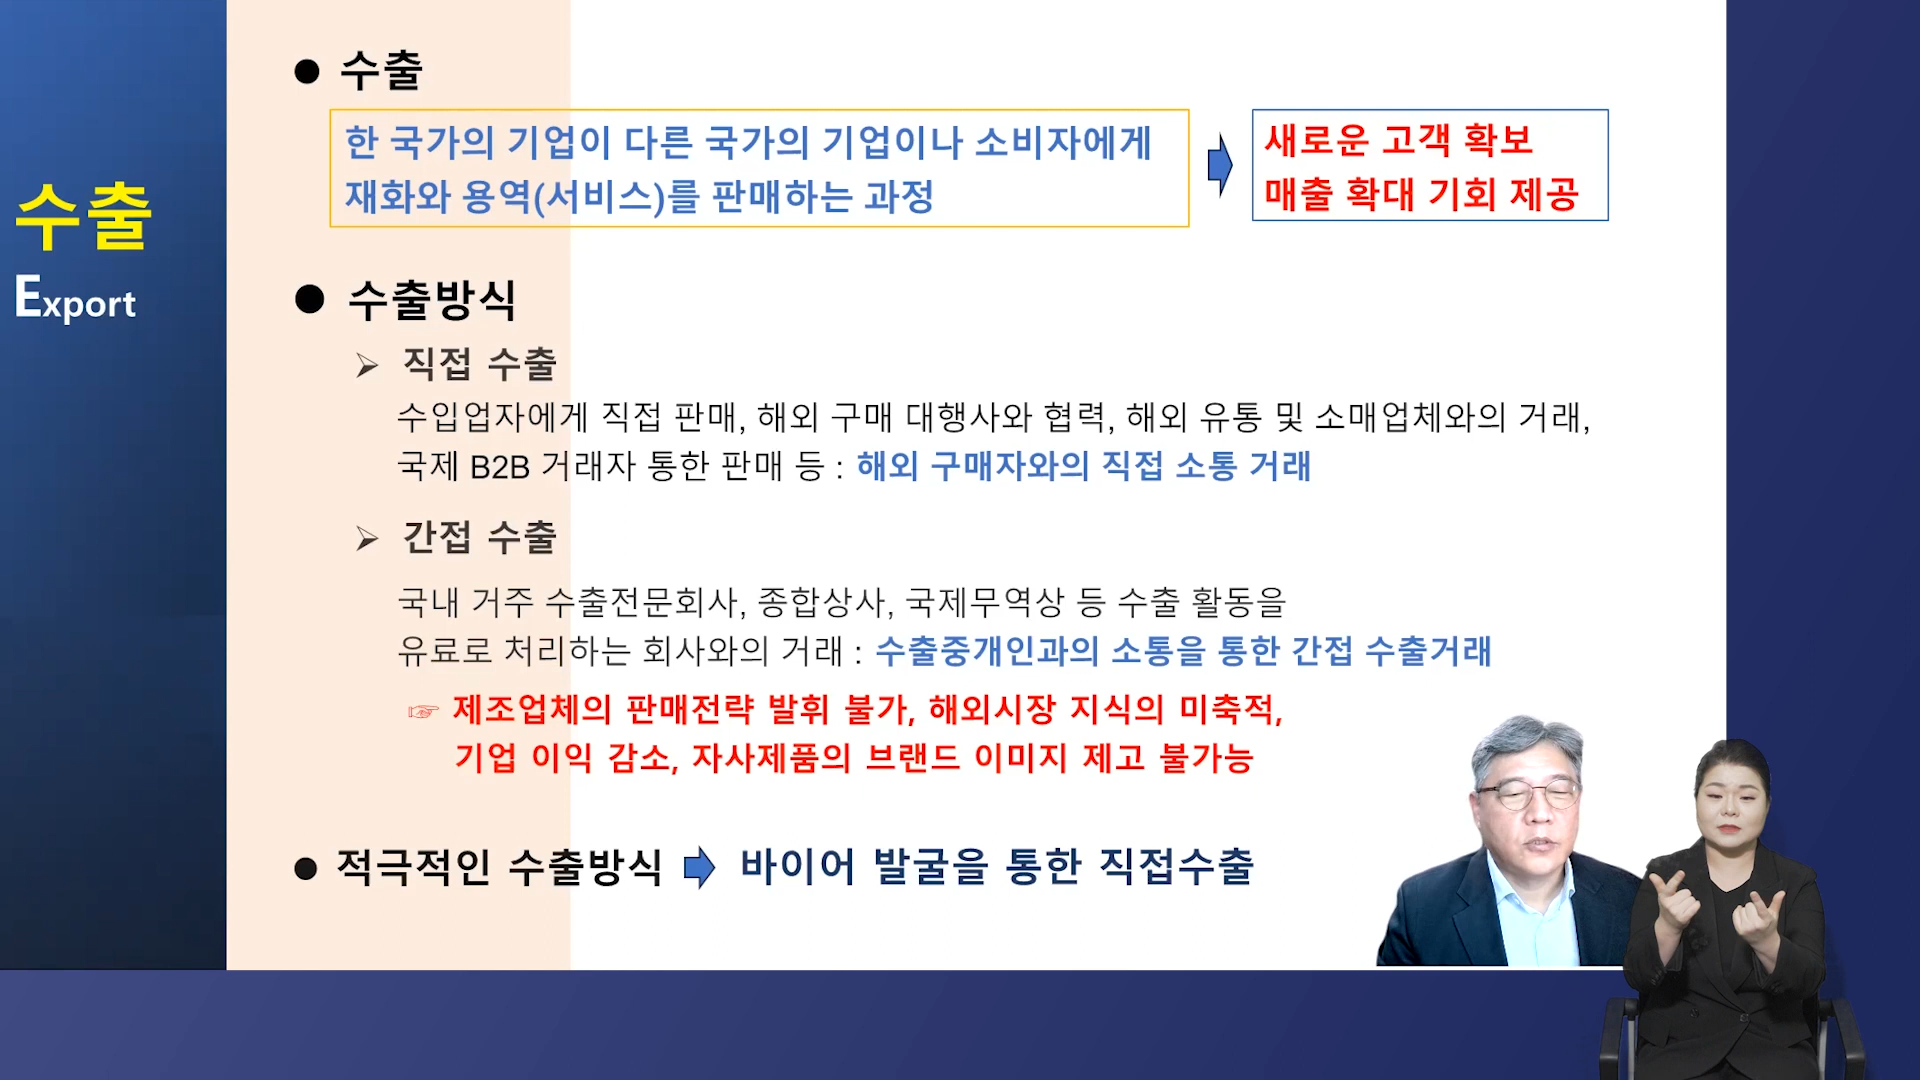 수출
Export
● 수출
한 국가의 기업이 다른 국가의 기업이나 소비자에게
재화와 용역(서비스)를 판매하는 과정
새로운 고객 확보
매출 확대 기회 제공
● 수출방식
➢ 직접 수출
수입업자에게 직접 판매, 해외 구매 대행사와 협력, 해외 유통 및 소매업체와의 거래,
국제 B2B 거래자 통한 판매 등 : 해외 구매자와의 직접 소통 거래
➢ 간접 수출
국내 거주 수출전문회사, 종합상사, 국제무역상 등 수출 활동을
유료로 처리하는 회사와의 거래 : 수출중개인과의 소통을 통한 간접 수출거래
☞ 제조업체의 판매전략 발휘 불가, 해외시장 지식의 미축적,
기업 이익 감소, 자사제품의 브랜드 이미지 제고 불가능
● 적극적인 수출방식 ➡ 바이어 발굴을 통한 직접수출